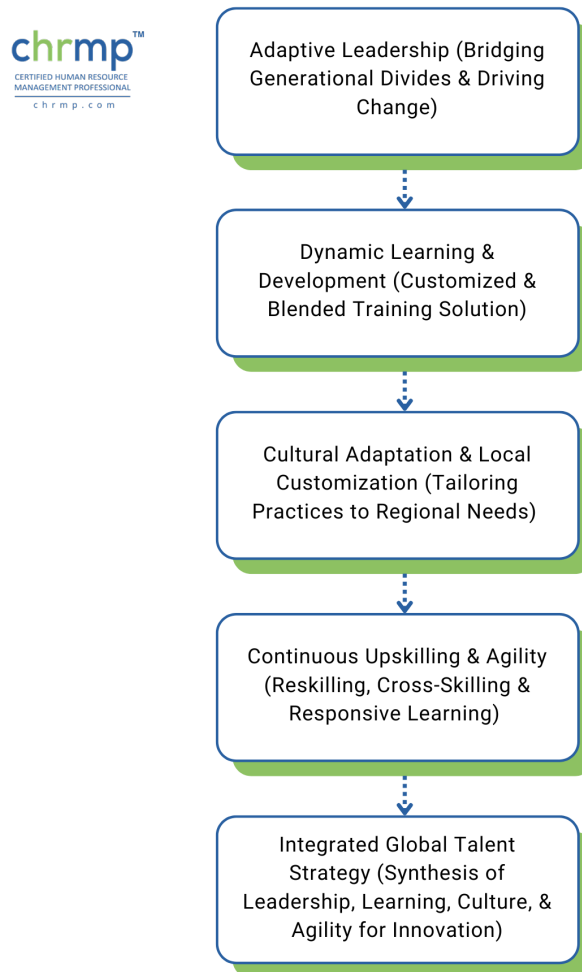 chrmp™
CERTIFIED HUMAN RESOURCE
MANAGEMENT PROFESSIONAL
chrmp.com
Adaptive Leadership (Bridging
Generational Divides & Driving
Change)
Dynamic Learning &
Development (Customized &
Blended Training Solution)
Cultural Adaptation & Local
Customization (Tailoring
Practices to Regional Needs)
Continuous Upskilling & Agility
(Reskilling, Cross-Skilling &
Responsive Learning)
Integrated Global Talent
Strategy (Synthesis of
Leadership, Learning, Culture, &
Agility for Innovation)